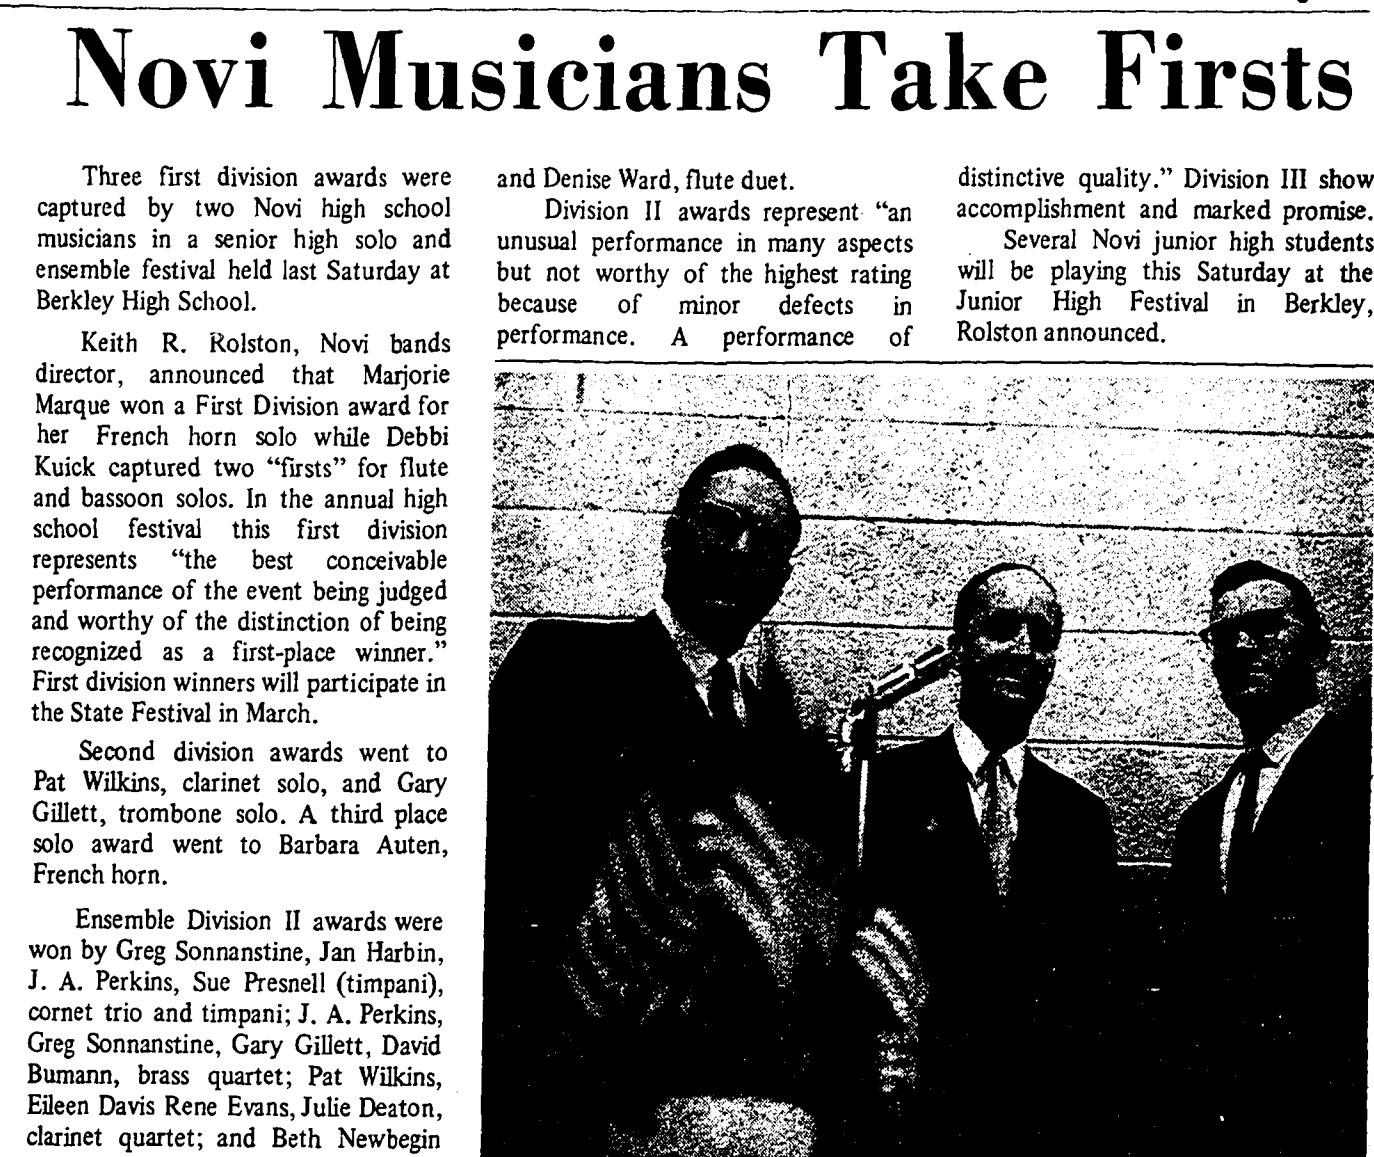 Novi Musicians Take Firsts
Three first division awards were
captured by two Novi high school
musicians in a senior high solo and
ensemble festival held last Saturday at
Berkley High School.
Keith R. Rolston, Novi bands
director, announced that Marjorie
Marque won a First Division award for
her French horn solo while Debbi
Kuick captured two “firsts” for flute
and bassoon solos. In the annual high
school festival this first division
represents “the best conceivable
performance of the event being judged
and worthy of the distinction of being
recognized as a first-place winner.”
First division winners will participate in
the State Festival in March.
Second division awards went to
Pat Wilkins, clarinet solo, and Gary
Gillett, trombone solo. A third place
solo award went to Barbara Auten,
French horn.
Ensemble Division II awards were
won by Greg Sonnanstine, Jan Harbin,
J. A. Perkins, Sue Presnell (timpani),
cornet trio and timpani; J. A. Perkins,
Greg Sonnanstine, Gary Gillett, David
Bumann, brass quartet; Pat Wilkins,
Eileen Davis Rene Evans, Julie Deaton,
clarinet quartet; and Beth Newbegin
and Denise Ward, flute duet.
Division II awards represent “an
unusual performance in many aspects
but not worthy of the highest rating
because of minor defects in
performance. A performance of
distinctive quality.” Division III show
accomplishment and marked promise.
Several Novi junior high students
will be playing this Saturday at the
Junior High Festival in Berkley,
Rolston announced.